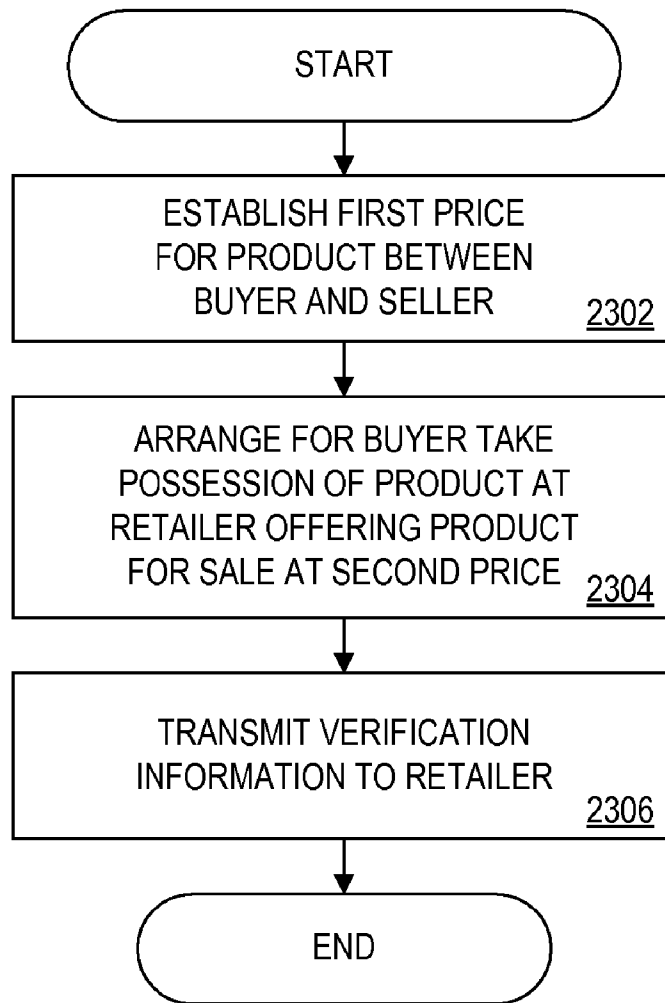 START
ESTABLISH FIRST PRICE
FOR PRODUCT BETWEEN
BUYER AND SELLER
2302
ARRANGE FOR BUYER TAKE
POSSESSION OF PRODUCT AT
RETAILER OFFERING PRODUCT
FOR SALE AT SECOND PRICE
2304
TRANSMIT VERIFICATION
INFORMATION TO RETAILER
2306
END